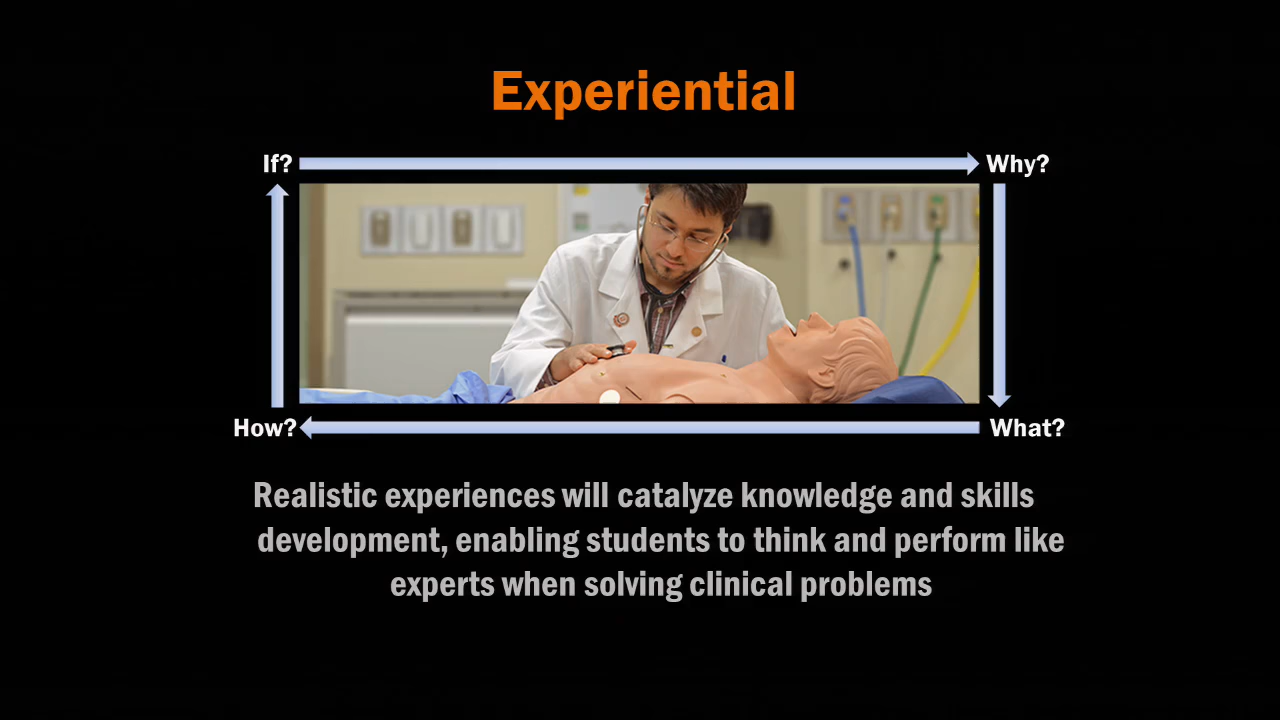 Experiential
If?
Why?
How?
What?
Realistic experiences will catalyze knowledge and skills
development, enabling students to think and perform like
experts when solving clinical problems